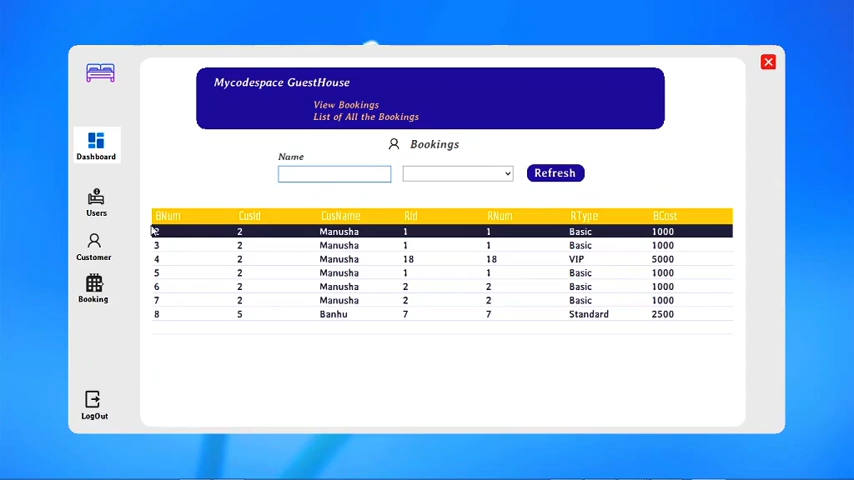 Mycodespace GuestHouse
View Bookings
List of All the Bookings
Bookings
Name
Refresh
Dashboard
Users
Customer
Booking
LogOut
BNum CusId CusName RId RNum RType BCost
2 2 Manusha 1 1 Basic 1000
3 2 Manusha 1 1 Basic 1000
4 2 Manusha 18 18 VIP 5000
5 2 Manusha 1 1 Basic 1000
6 2 Manusha 2 2 Basic 1000
7 2 Manusha 2 2 Basic 1000
8 5 Banhu 7 7 Standard 2500